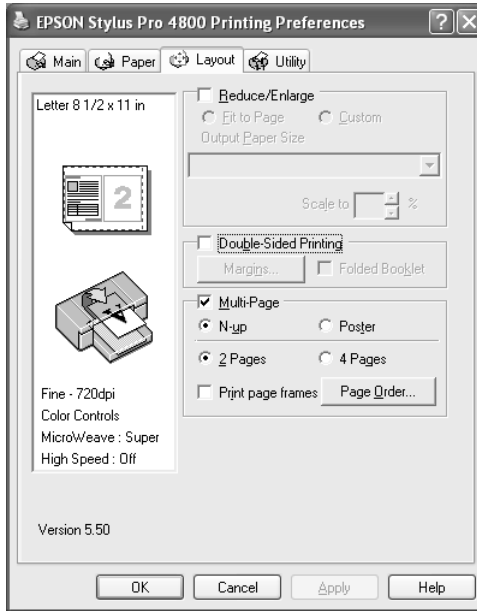 EPSON Stylus Pro 4800 Printing Preferences
Main Paper Layout Utility
Letter 8 1/2 x 11 in
2
Fine - 720dpi
Color Controls
MicroWeave : Super
High Speed : Off
Version 5.50
Reduce/Enlarge
Fit to Page Custom
Output Paper Size
Scale to %
Double-Sided Printing
Margins... Folded Booklet
Multi-Page
N-up Poster
2 Pages 4 Pages
Print page frames Page Order...
OK Cancel Apply Help